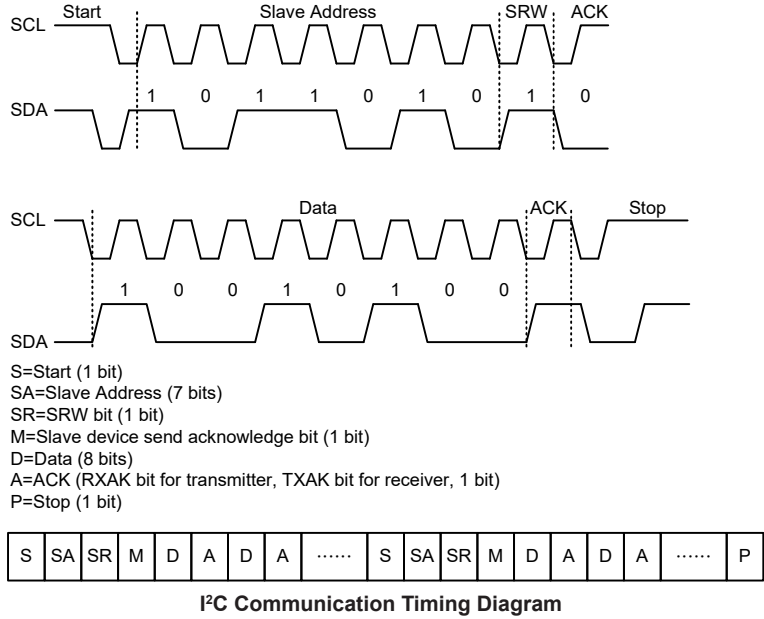 Start Slave Address SRW ACK
SCL
1 0 1 1 0 1 0 1 0
SDA
Data ACK Stop
SCL
1 0 0 1 0 1 0 0
SDA
S=Start (1 bit)
SA=Slave Address (7 bits)
SR=SRW bit (1 bit)
M=Slave device send acknowledge bit (1 bit)
D=Data (8 bits)
A=ACK (RXAK bit for transmitter, TXAK bit for receiver, 1 bit)
P=Stop (1 bit)
S SA SR M D A D A ······ S SA SR M D A D A ······ P
I²C Communication Timing Diagram